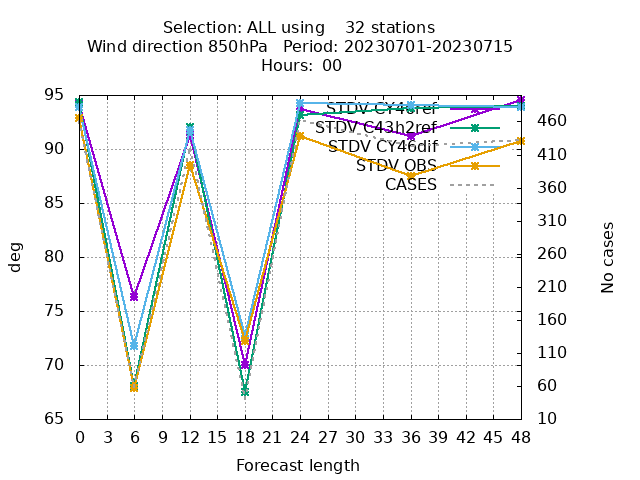 Selection: ALL using    32 stations
Wind direction 850hPa   Period: 20230701-20230715
Hours: 00
95
90
85
80
75
70
65
deg
STDV CY46ref
STDV C43h2ref
STDV CY46dif
STDV OBS
CASES
460
410
360
310
260
210
160
110
60
10
No cases
0 3 6 9 12 15 18 21 24 27 30 33 36 39 42 45 48
Forecast length